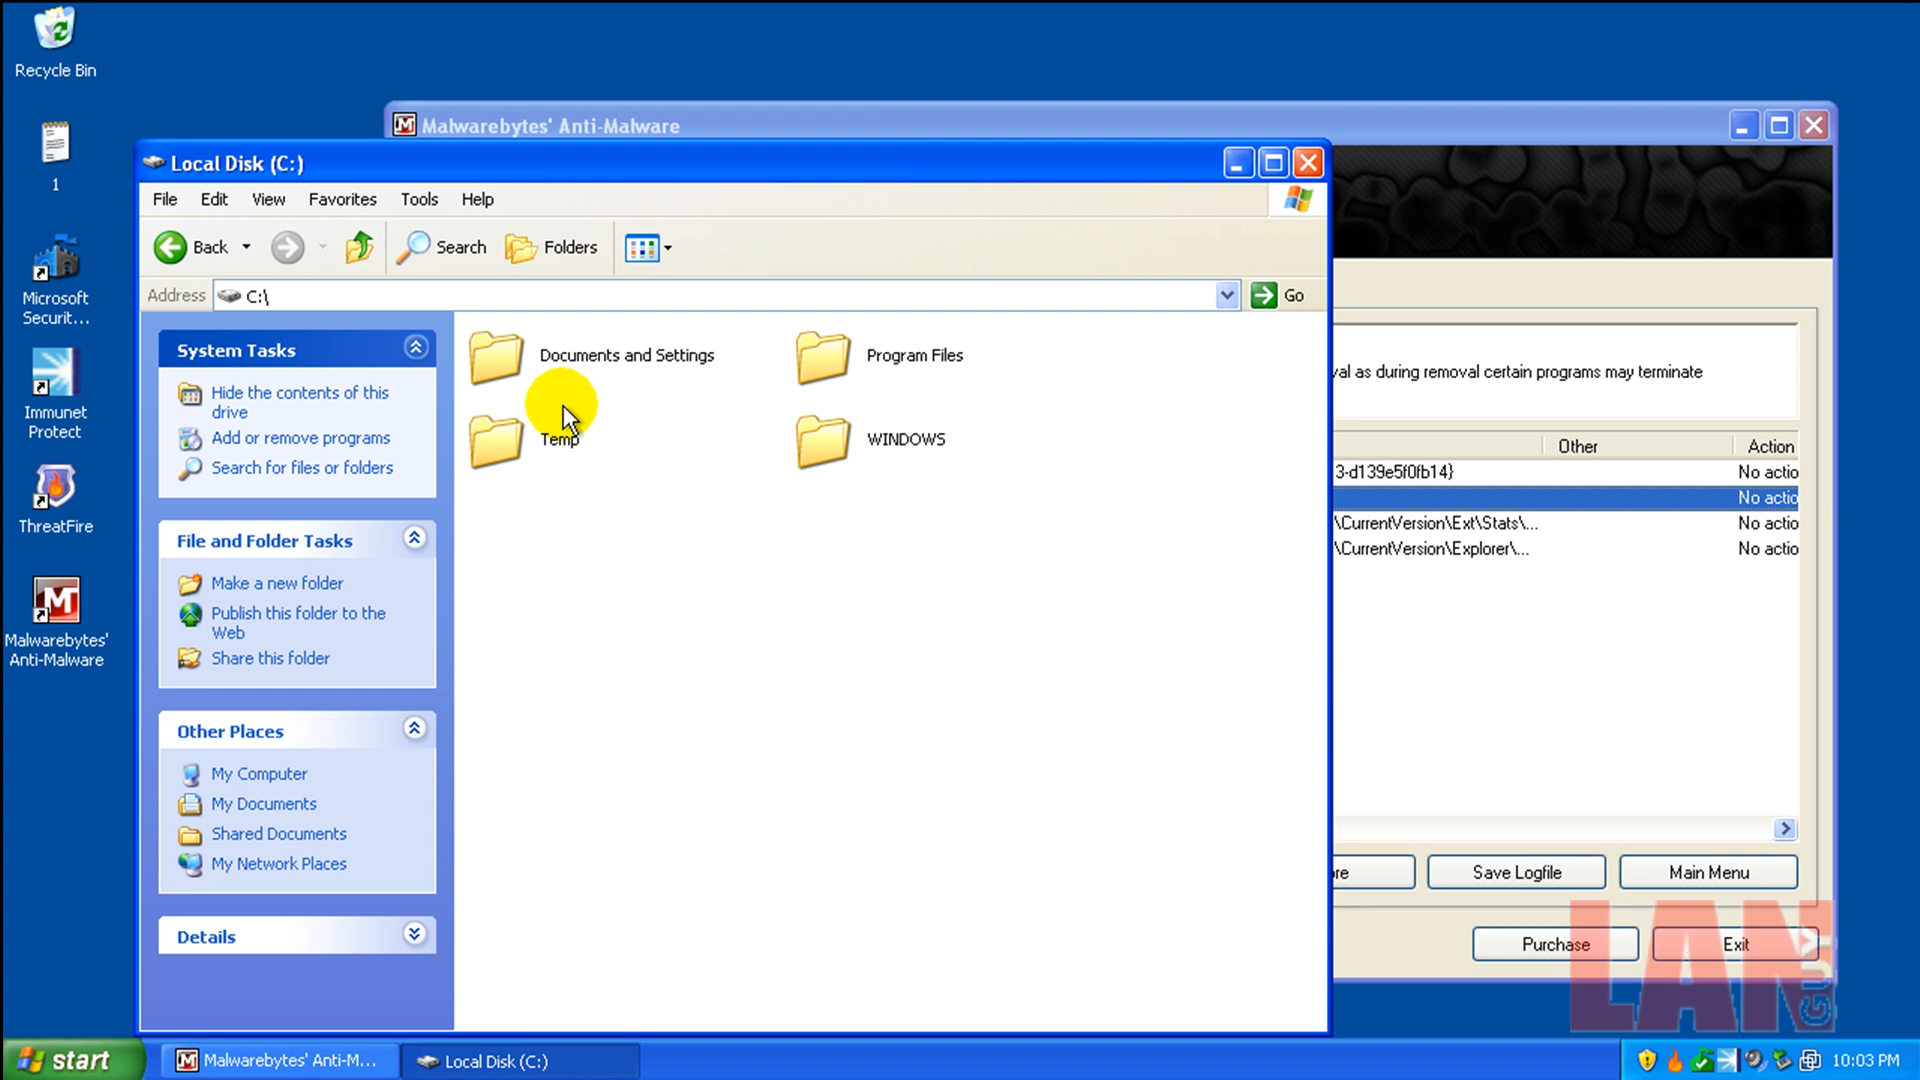 Recycle Bin
1
Microsoft
Securit...
Immunet
Protect
ThreatFire
Malwarebytes'
Anti-Malware
Malwarebytes' Anti-Malware
Local Disk (C:)
File Edit View Favorites Tools Help
Back Search Folders
Address C:\ Go
System Tasks
Hide the contents of this
drive
Add or remove programs
Search for files or folders
File and Folder Tasks
Make a new folder
Publish this folder to the
Web
Share this folder
Other Places
My Computer
My Documents
Shared Documents
My Network Places
Details
Documents and Settings
Program Files
Temp
WINDOWS
val as during removal certain programs may terminate
Other Action
3-d139e5f0fb14} No actio
No actio
\CurrentVersion\Ext\Stats\... No actio
\CurrentVersion\Explorer\... No actio
re Save Logfile Main Menu
Purchase Exit
LAN GUY
start
Malwarebytes' Anti-M...
Local Disk (C:)
10:03 PM